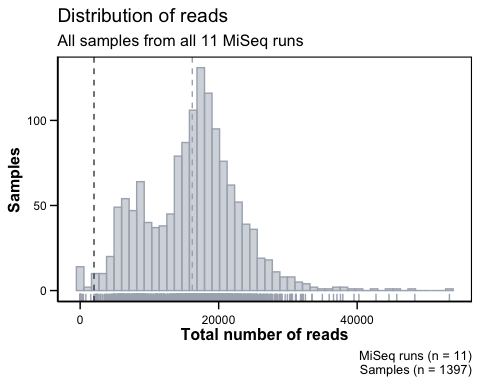 Distribution of reads
All samples from all 11 MiSeq runs
Samples
100
50
0
0
20000
40000
Total number of reads
MiSeq runs (n = 11)
Samples (n = 1397)